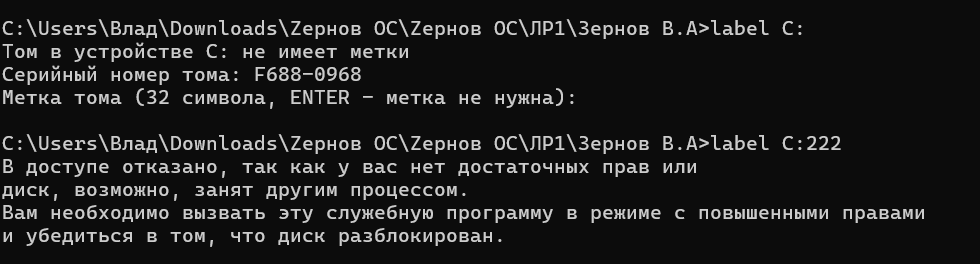 C:\Users\Влад\Downloads\Zернов ОС\Zернов ОС\ЛР1\Зернов В.А>label C:
Том в устройстве C: не имеет метки
Серийный номер тома: F688-0968
Метка тома (32 символа, ENTER - метка не нужна):
C:\Users\Влад\Downloads\Zернов ОС\Zернов ОС\ЛР1\Зернов В.А>label C:222
В доступе отказано, так как у вас нет достаточных прав или
диск, возможно, занят другим процессом.
Вам необходимо вызвать эту служебную программу в режиме с повышенными правами
и убедиться в том, что диск разблокирован.